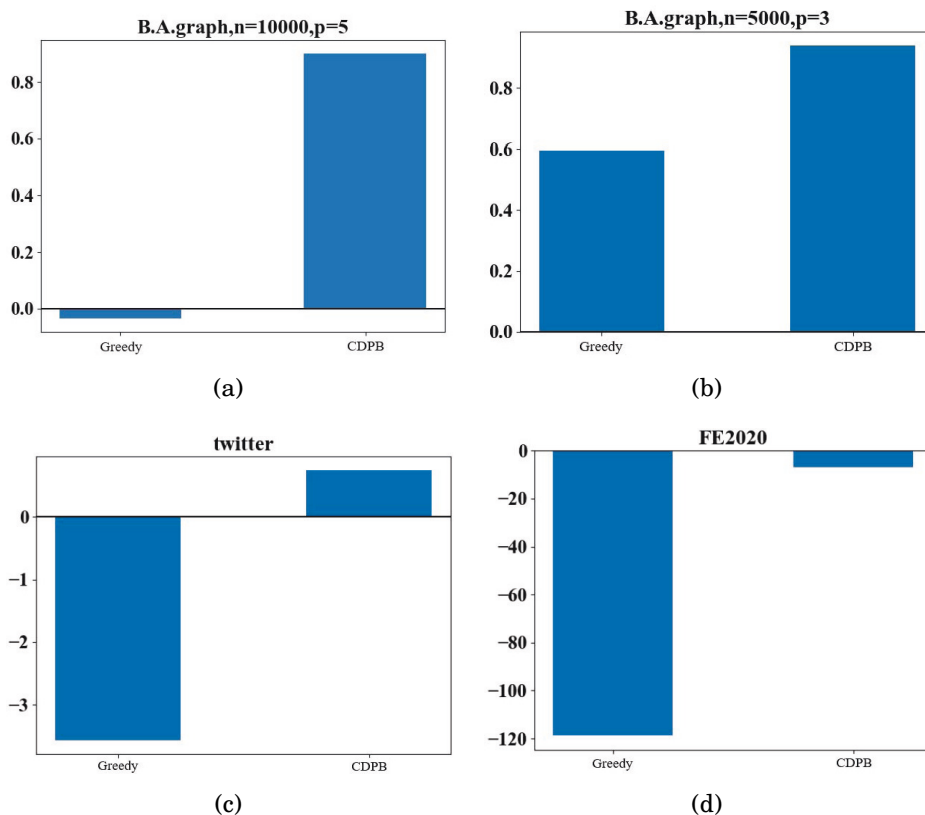 B.A.graph,n=10000,p=5
0.8
0.6
0.4
0.2
0.0
Greedy
CDPB
(a)
B.A.graph,n=5000,p=3
0.8
0.6
0.4
0.2
0.0
Greedy
CDPB
(b)
twitter
0
−1
−2
−3
Greedy
CDPB
(c)
FE2020
0
−20
−40
−60
−80
−100
−120
Greedy
CDPB
(d)